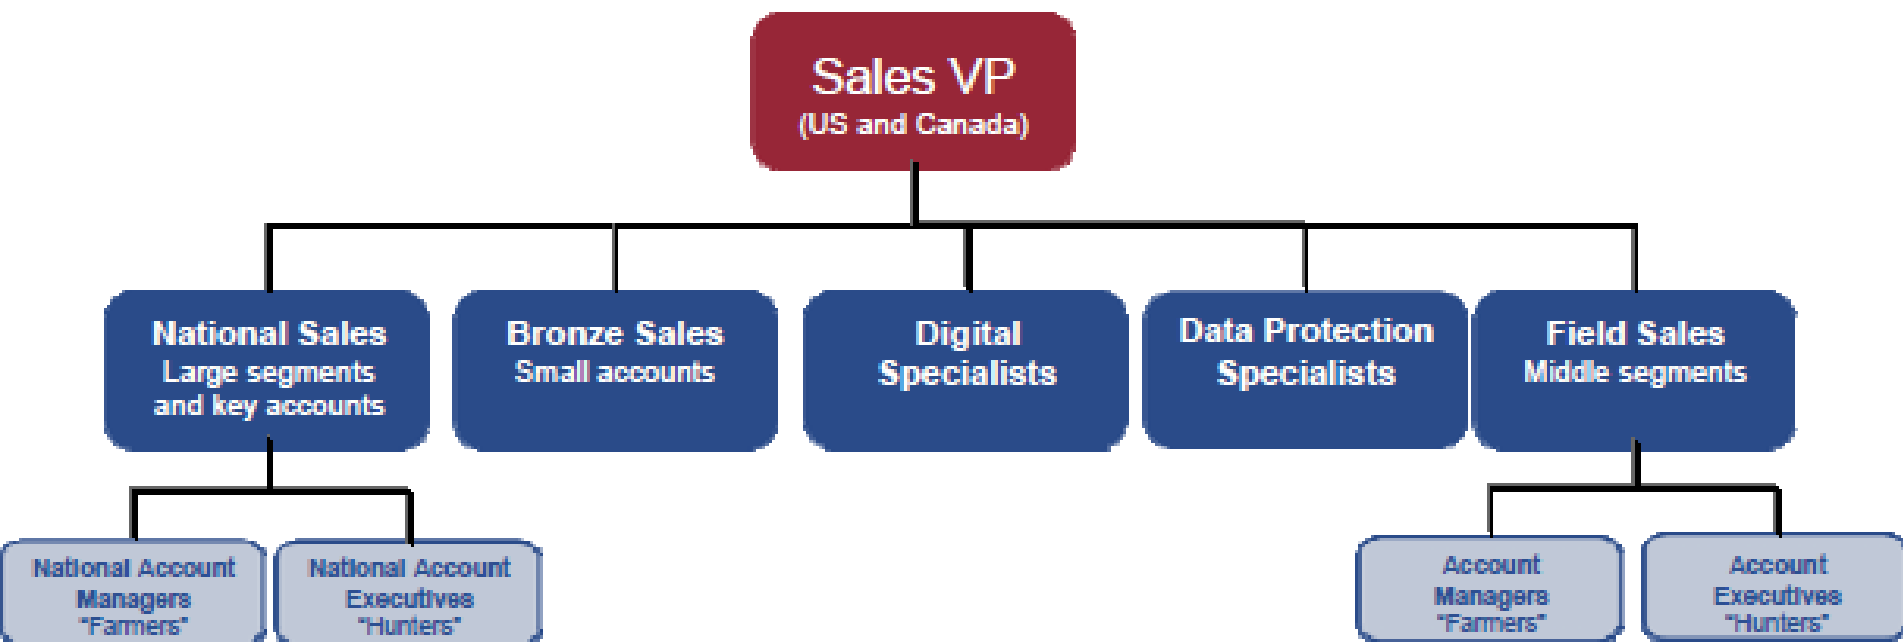 Sales VP
(US and Canada)
National Sales
Large segments
and key accounts
Bronze Sales
Small accounts
Digital
Specialists
Data Protection
Specialists
Field Sales
Middle segments
National Account
Managers
"Farmers"
National Account
Executives
"Hunters"
Account
Managers
"Farmers"
Account
Executives
"Hunters"